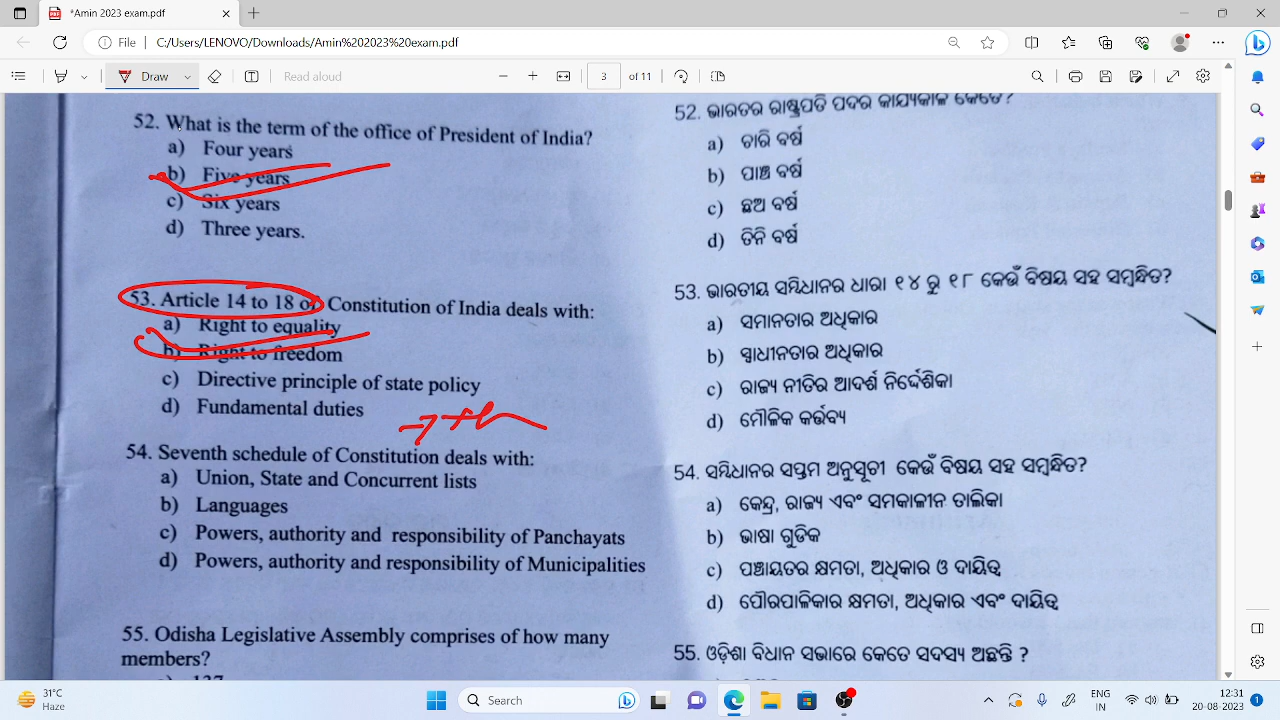 *Amin 2023 exam.pdf
File
C:/Users/LENOVO/Downloads/Amin%202023%20exam.pdf
Draw
Read aloud
3
of 11
52. What is the term of the office of President of India?
a) Four years
b) Five years
c) Six years
d) Three years.
53. Article 14 to 18 of Constitution of India deals with:
a) Right to equality
b) Right to freedom
c) Directive principle of state policy
d) Fundamental duties
54. Seventh schedule of Constitution deals with:
a) Union, State and Concurrent lists
b) Languages
c) Powers, authority and responsibility of Panchayats
d) Powers, authority and responsibility of Municipalities
55. Odisha Legislative Assembly comprises of how many
members?
52. ଭାରତର ରାଷ୍ଟ୍ରପତି ପଦର କାର୍ଯ୍ୟକାଳ କେତେ?
a) ଚାରି ବର୍ଷ
b) ପାଞ୍ଚ ବର୍ଷ
c) ଛଅ ବର୍ଷ
d) ତିନି ବର୍ଷ
53. ଭାରତୀୟ ସମ୍ବିଧାନର ଧାରା ୧୪ ରୁ ୧୮ କେଉଁ ବିଷୟ ସହ ସମ୍ବନ୍ଧିତ?
a) ସମାନତାର ଅଧିକାର
b) ସ୍ୱାଧୀନତାର ଅଧିକାର
c) ରାଜ୍ୟ ନୀତିର ଆଦର୍ଶ ନିର୍ଦ୍ଦେଶିକା
d) ମୌଳିକ କର୍ତ୍ତବ୍ୟ
54. ସମ୍ବିଧାନର ସପ୍ତମ ଅନୁସୂଚୀ କେଉଁ ବିଷୟ ସହ ସମ୍ବନ୍ଧିତ?
a) କେନ୍ଦ୍ର, ରାଜ୍ୟ ଏବଂ ସମକାଳୀନ ତାଲିକା
b) ଭାଷା ଗୁଡିକ
c) ପଞ୍ଚାୟତର କ୍ଷମତା, ଅଧିକାର ଓ ଦାୟିତ୍ୱ
d) ପୌରପାଳିକାର କ୍ଷମତା, ଅଧିକାର ଏବଂ ଦାୟିତ୍ୱ
55. ଓଡ଼ିଶା ବିଧାନ ସଭାରେ କେତେ ସଦସ୍ୟ ଅଛନ୍ତି ?
31°C
Haze
Search
ENG
IN
12:31
20-08-2023